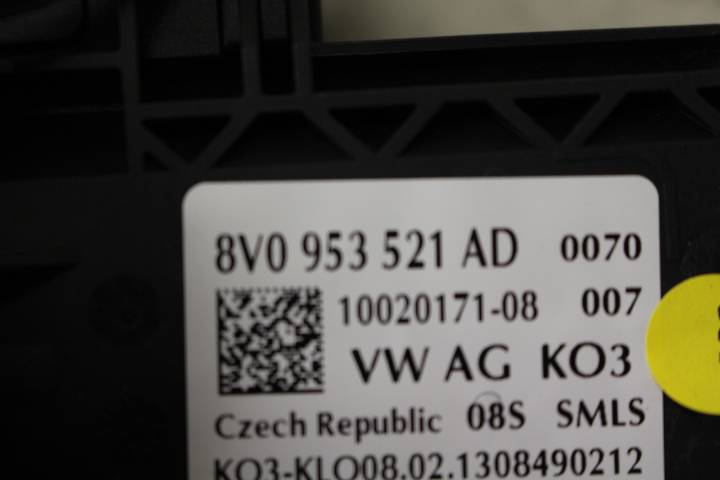 8V0 953 521 AD 0070
10020171-08 007
VW AG KO3
Czech Republic 08S SMLS
KO3-KLO08.02.1308490212